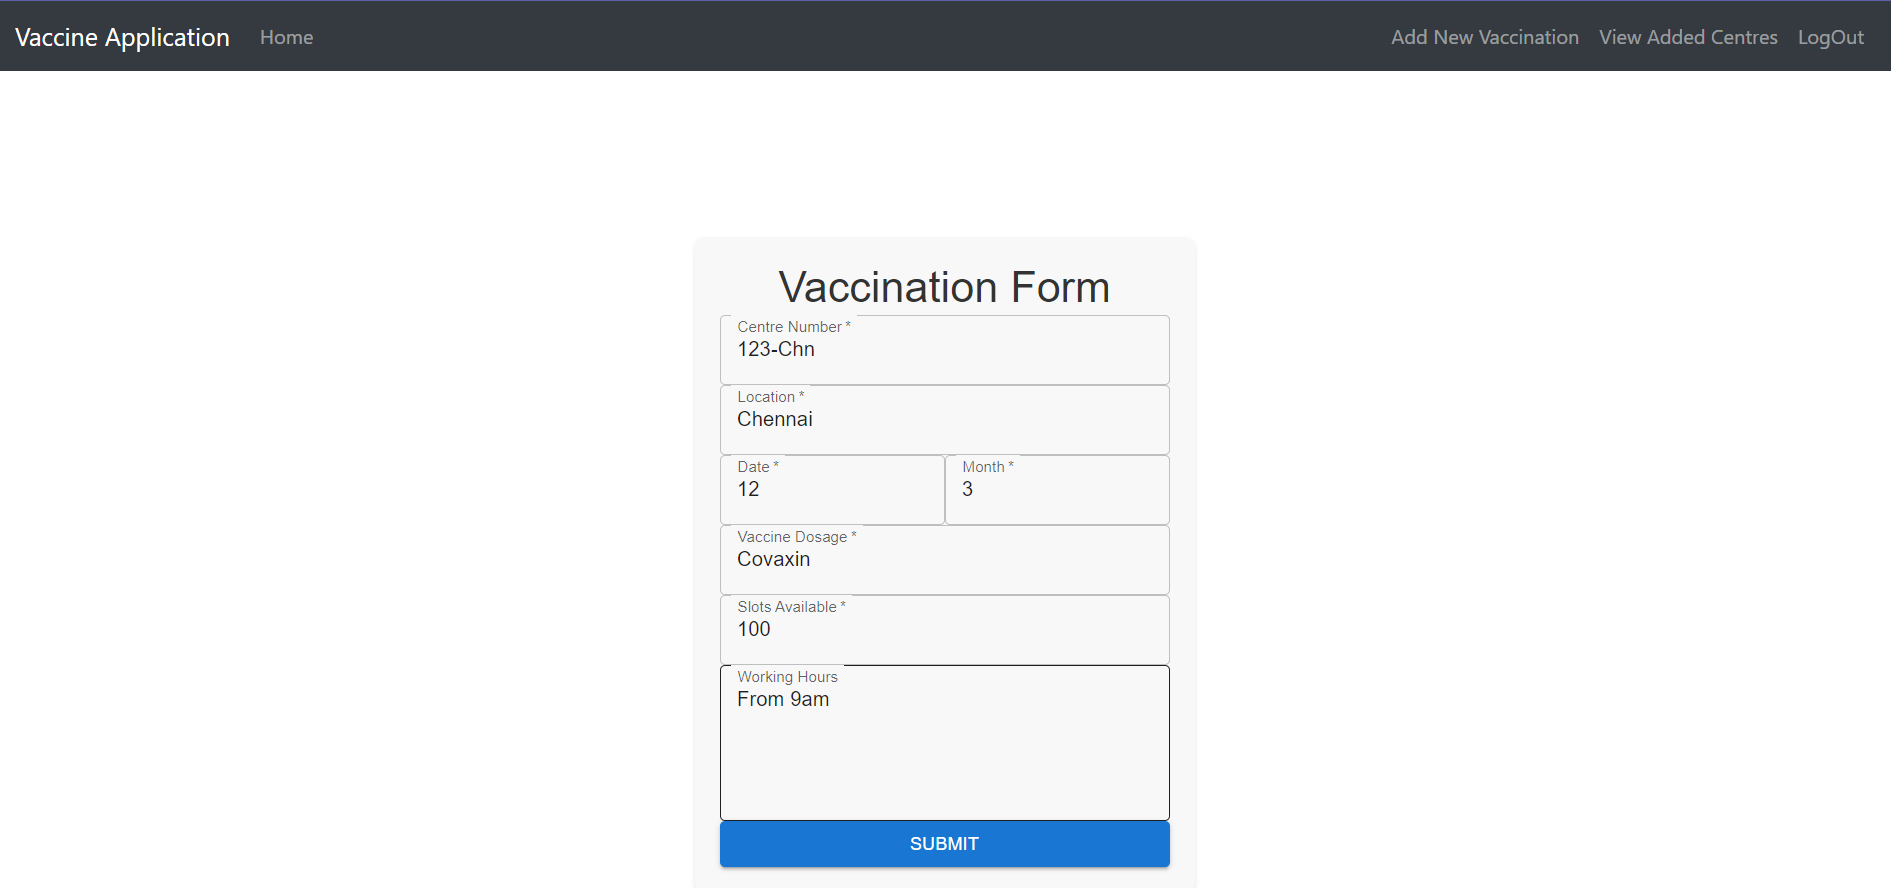 Vaccine Application Home Add New Vaccination View Added Centres LogOut
Vaccination Form
Centre Number *
123-Chn
Location *
Chennai
Date * Month *
12 3
Vaccine Dosage *
Covaxin
Slots Available *
100
Working Hours
From 9am
SUBMIT